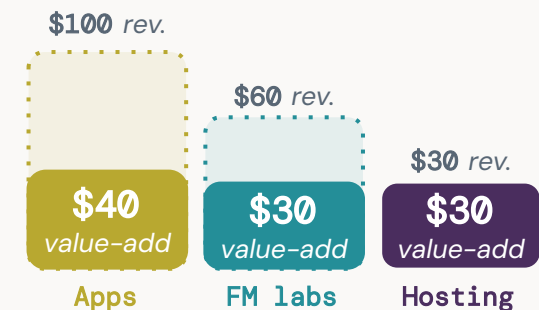 $100 rev.
$60 rev.
$30 rev.
$40
value-add
$30
value-add
$30
value-add
Apps
FM labs
Hosting